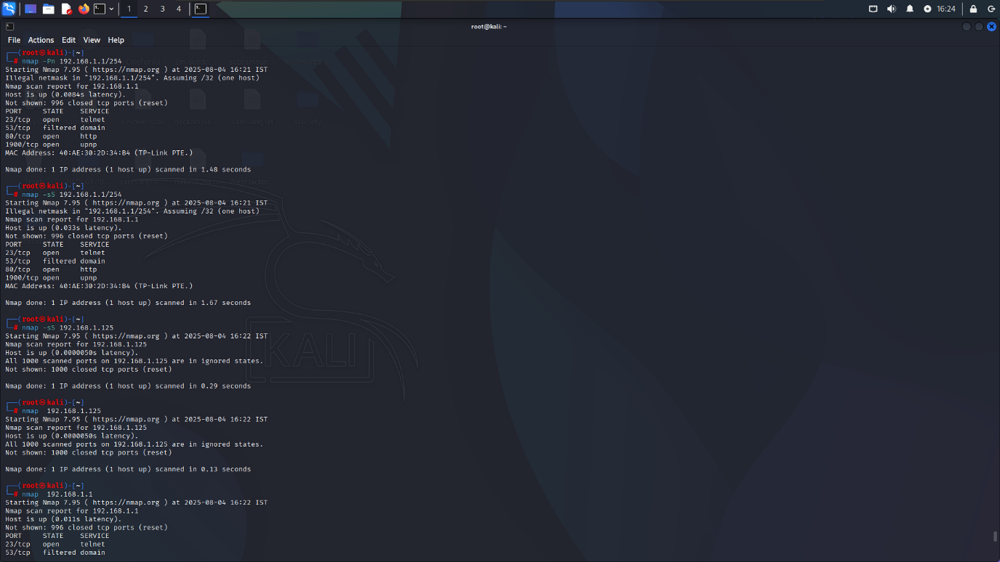 1 2 3 4 16:24
root@kali: ~
File Actions Edit View Help
┌──(root㉿kali)-[~]
└─# nmap -Pn 192.168.1.1/254
Starting Nmap 7.95 ( https://nmap.org ) at 2025-08-04 16:21 IST
Illegal netmask in "192.168.1.1/254". Assuming /32 (one host)
Nmap scan report for 192.168.1.1
Host is up (0.0084s latency).
Not shown: 996 closed tcp ports (reset)
PORT     STATE    SERVICE
23/tcp   open     telnet
53/tcp   filtered domain
80/tcp   open     http
1900/tcp open     upnp
MAC Address: 40:AE:30:2D:34:B4 (TP-Link PTE.)
Nmap done: 1 IP address (1 host up) scanned in 1.48 seconds
┌──(root㉿kali)-[~]
└─# nmap -sS 192.168.1.1/254
Starting Nmap 7.95 ( https://nmap.org ) at 2025-08-04 16:21 IST
Illegal netmask in "192.168.1.1/254". Assuming /32 (one host)
Nmap scan report for 192.168.1.1
Host is up (0.033s latency).
Not shown: 996 closed tcp ports (reset)
PORT     STATE    SERVICE
23/tcp   open     telnet
53/tcp   filtered domain
80/tcp   open     http
1900/tcp open     upnp
MAC Address: 40:AE:30:2D:34:B4 (TP-Link PTE.)
Nmap done: 1 IP address (1 host up) scanned in 1.67 seconds
┌──(root㉿kali)-[~]
└─# nmap -sS 192.168.1.125
Starting Nmap 7.95 ( https://nmap.org ) at 2025-08-04 16:22 IST
Nmap scan report for 192.168.1.125
Host is up (0.0000050s latency).
All 1000 scanned ports on 192.168.1.125 are in ignored states.
Not shown: 1000 closed tcp ports (reset)
KALI
Nmap done: 1 IP address (1 host up) scanned in 0.29 seconds
┌──(root㉿kali)-[~]
└─# nmap  192.168.1.125
Starting Nmap 7.95 ( https://nmap.org ) at 2025-08-04 16:22 IST
Nmap scan report for 192.168.1.125
Host is up (0.0000050s latency).
All 1000 scanned ports on 192.168.1.125 are in ignored states.
Not shown: 1000 closed tcp ports (reset)
Nmap done: 1 IP address (1 host up) scanned in 0.13 seconds
┌──(root㉿kali)-[~]
└─# nmap  192.168.1.1
Starting Nmap 7.95 ( https://nmap.org ) at 2025-08-04 16:22 IST
Nmap scan report for 192.168.1.1
Host is up (0.011s latency).
Not shown: 996 closed tcp ports (reset)
PORT     STATE    SERVICE
23/tcp   open     telnet
53/tcp   filtered domain